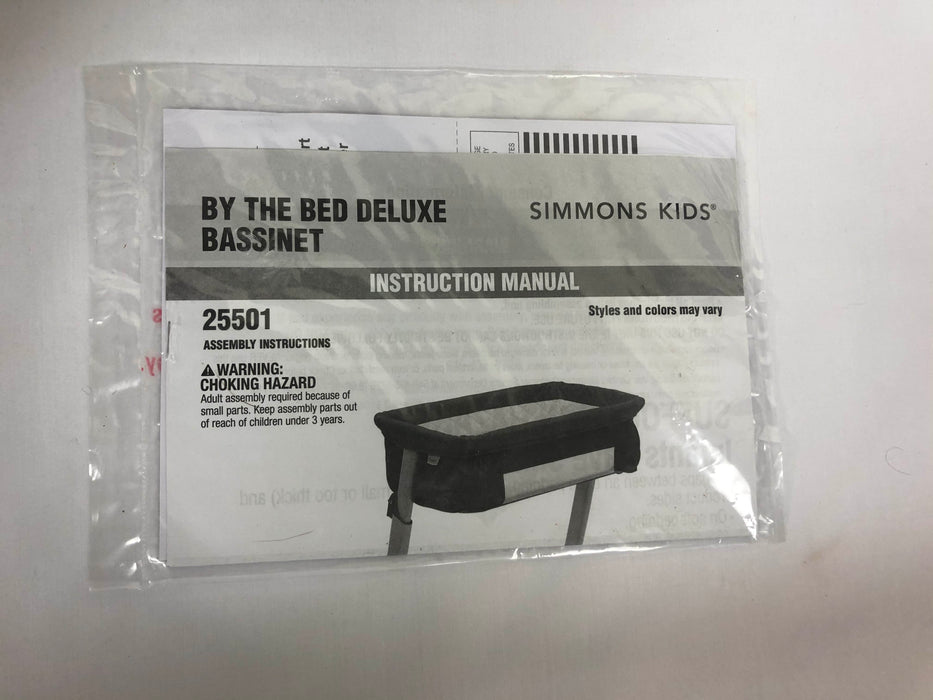 BY THE BED DELUXE
BASSINET
SIMMONS KIDS®
INSTRUCTION MANUAL
25501
Styles and colors may vary
ASSEMBLY INSTRUCTIONS
⚠WARNING:
CHOKING HAZARD
Adult assembly required because of
small parts. Keep assembly parts out
of reach of children under 3 years.